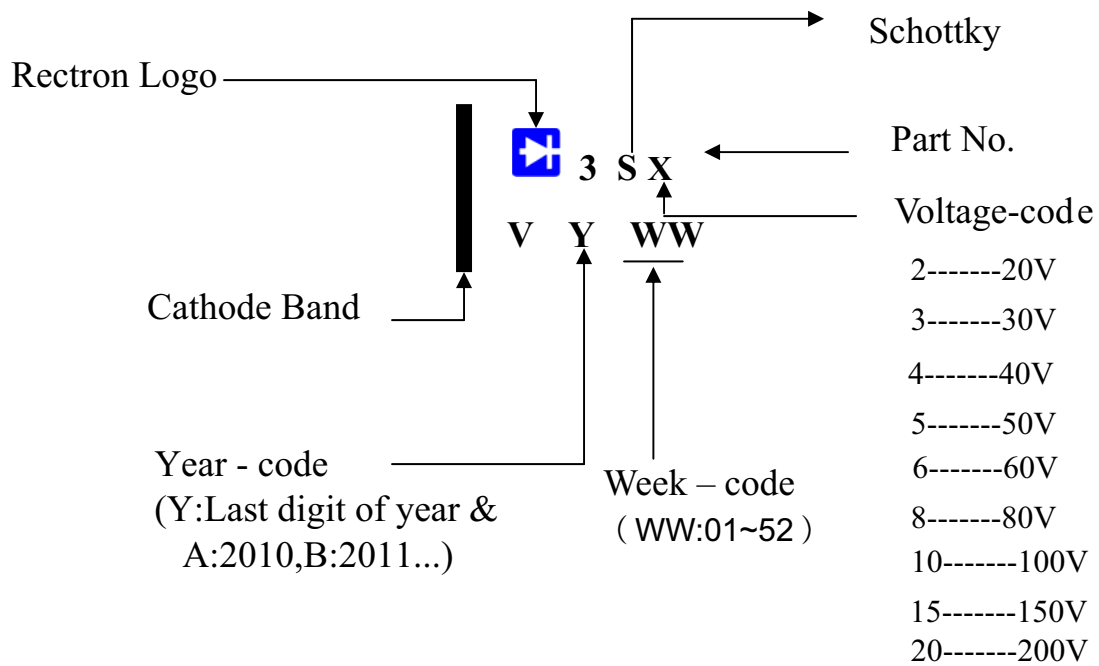 Schottky
Rectron Logo
3 S X
Part No.
V Y WW
Voltage-code
2-------20V
3-------30V
4-------40V
5-------50V
6-------60V
8-------80V
10-------100V
15-------150V
20-------200V
Cathode Band
Year - code
(Y:Last digit of year &
A:2010,B:2011...)
Week – code
（WW:01~52）